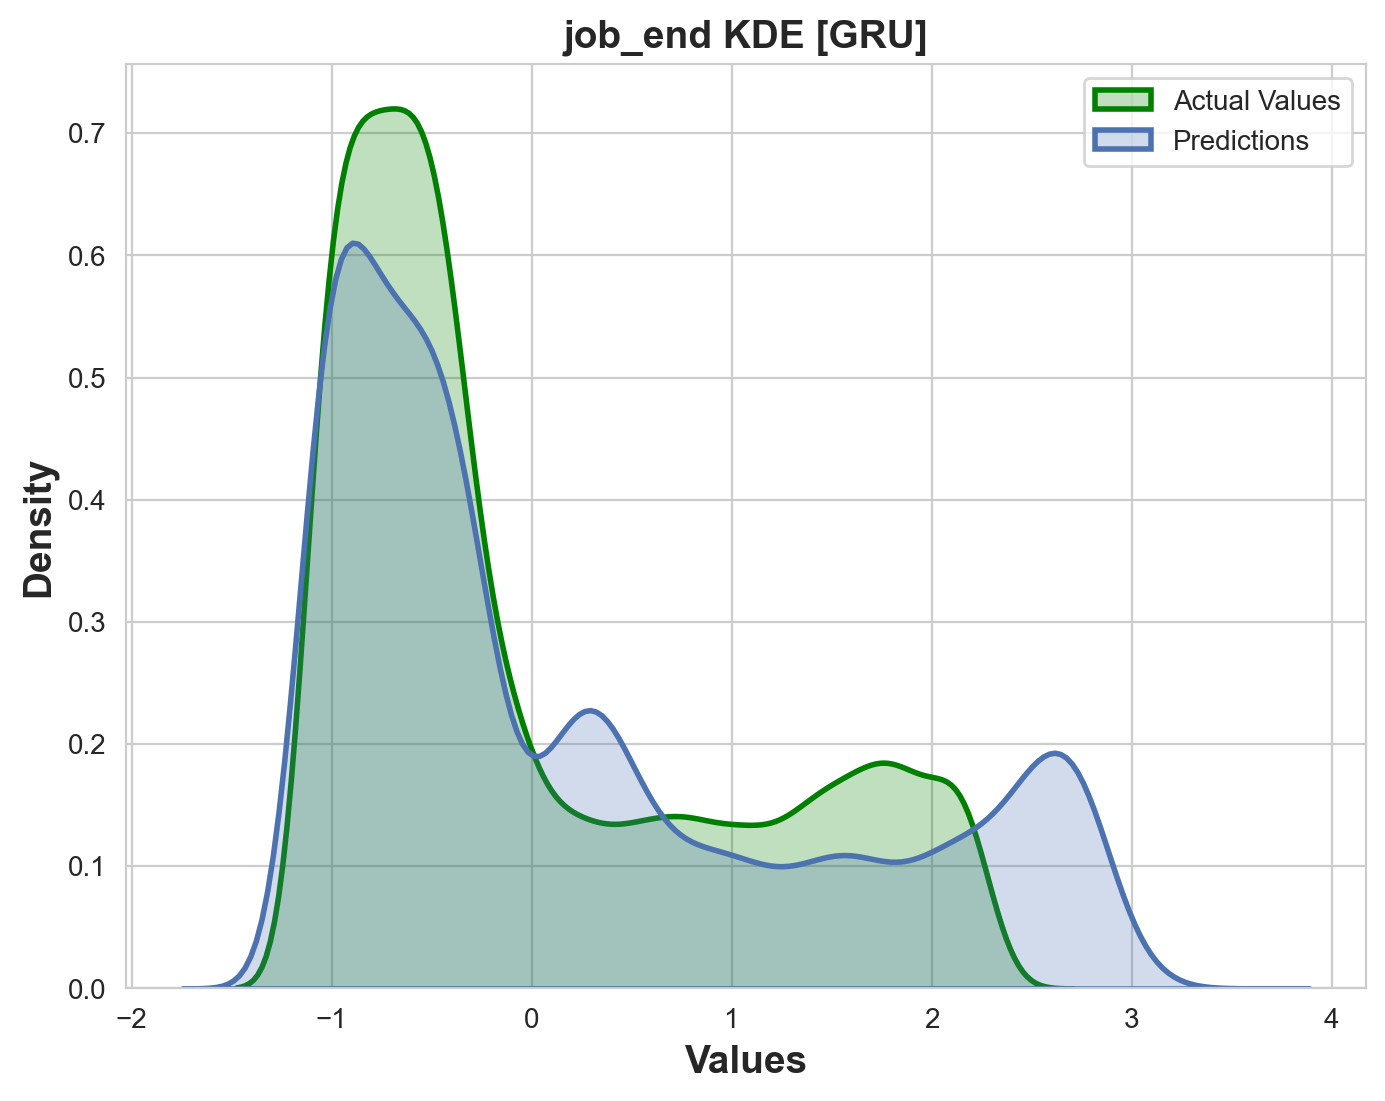 job_end KDE [GRU]
Actual Values
Predictions
Density
0.7
0.6
0.5
0.4
0.3
0.2
0.1
0.0
−2 −1 0 1 2 3 4
Values